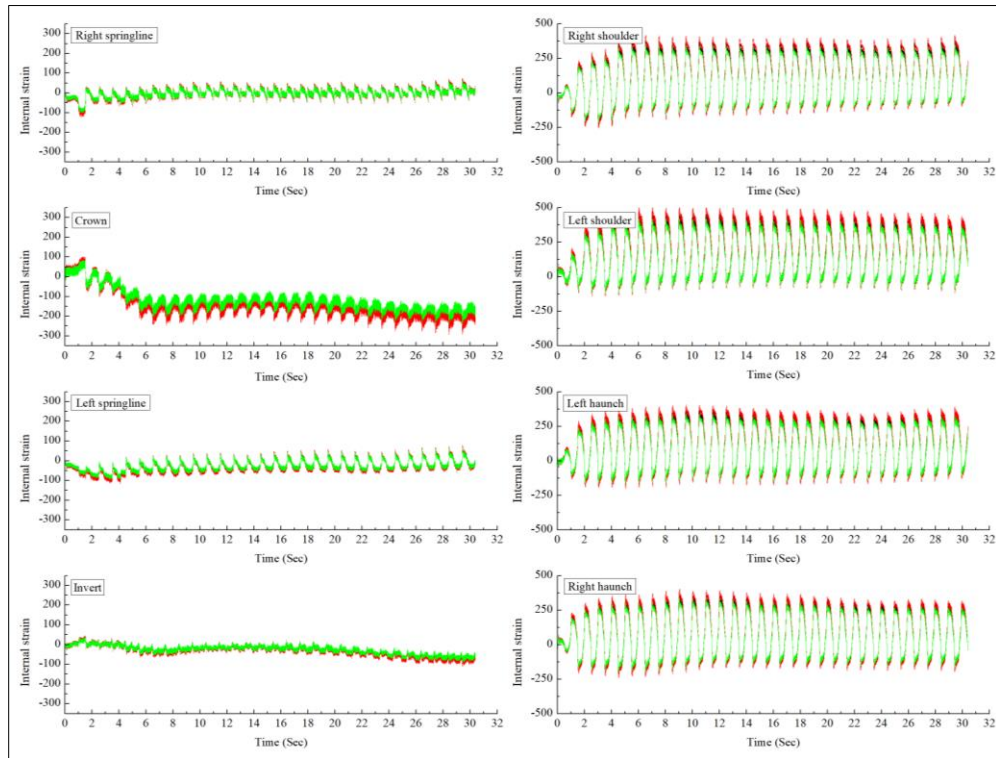 Right springline
Internal strain
300
200
100
0
-100
-200
-300
0 2 4 6 8 10 12 14 16 18 20 22 24 26 28 30 32
Time (Sec)
Right shoulder
Internal strain
500
250
0
-250
-500
0 2 4 6 8 10 12 14 16 18 20 22 24 26 28 30 32
Time (Sec)
Crown
Internal strain
300
200
100
0
-100
-200
-300
0 2 4 6 8 10 12 14 16 18 20 22 24 26 28 30 32
Time (Sec)
Left shoulder
Internal strain
500
250
0
-250
-500
0 2 4 6 8 10 12 14 16 18 20 22 24 26 28 30 32
Time (Sec)
Left springline
Internal strain
300
200
100
0
-100
-200
-300
0 2 4 6 8 10 12 14 16 18 20 22 24 26 28 30 32
Time (Sec)
Left haunch
Internal strain
500
250
0
-250
-500
0 2 4 6 8 10 12 14 16 18 20 22 24 26 28 30 32
Time (Sec)
Invert
Internal strain
300
200
100
0
-100
-200
-300
0 2 4 6 8 10 12 14 16 18 20 22 24 26 28 30 32
Time (Sec)
Right haunch
Internal strain
500
250
0
-250
-500
0 2 4 6 8 10 12 14 16 18 20 22 24 26 28 30 32
Time (Sec)